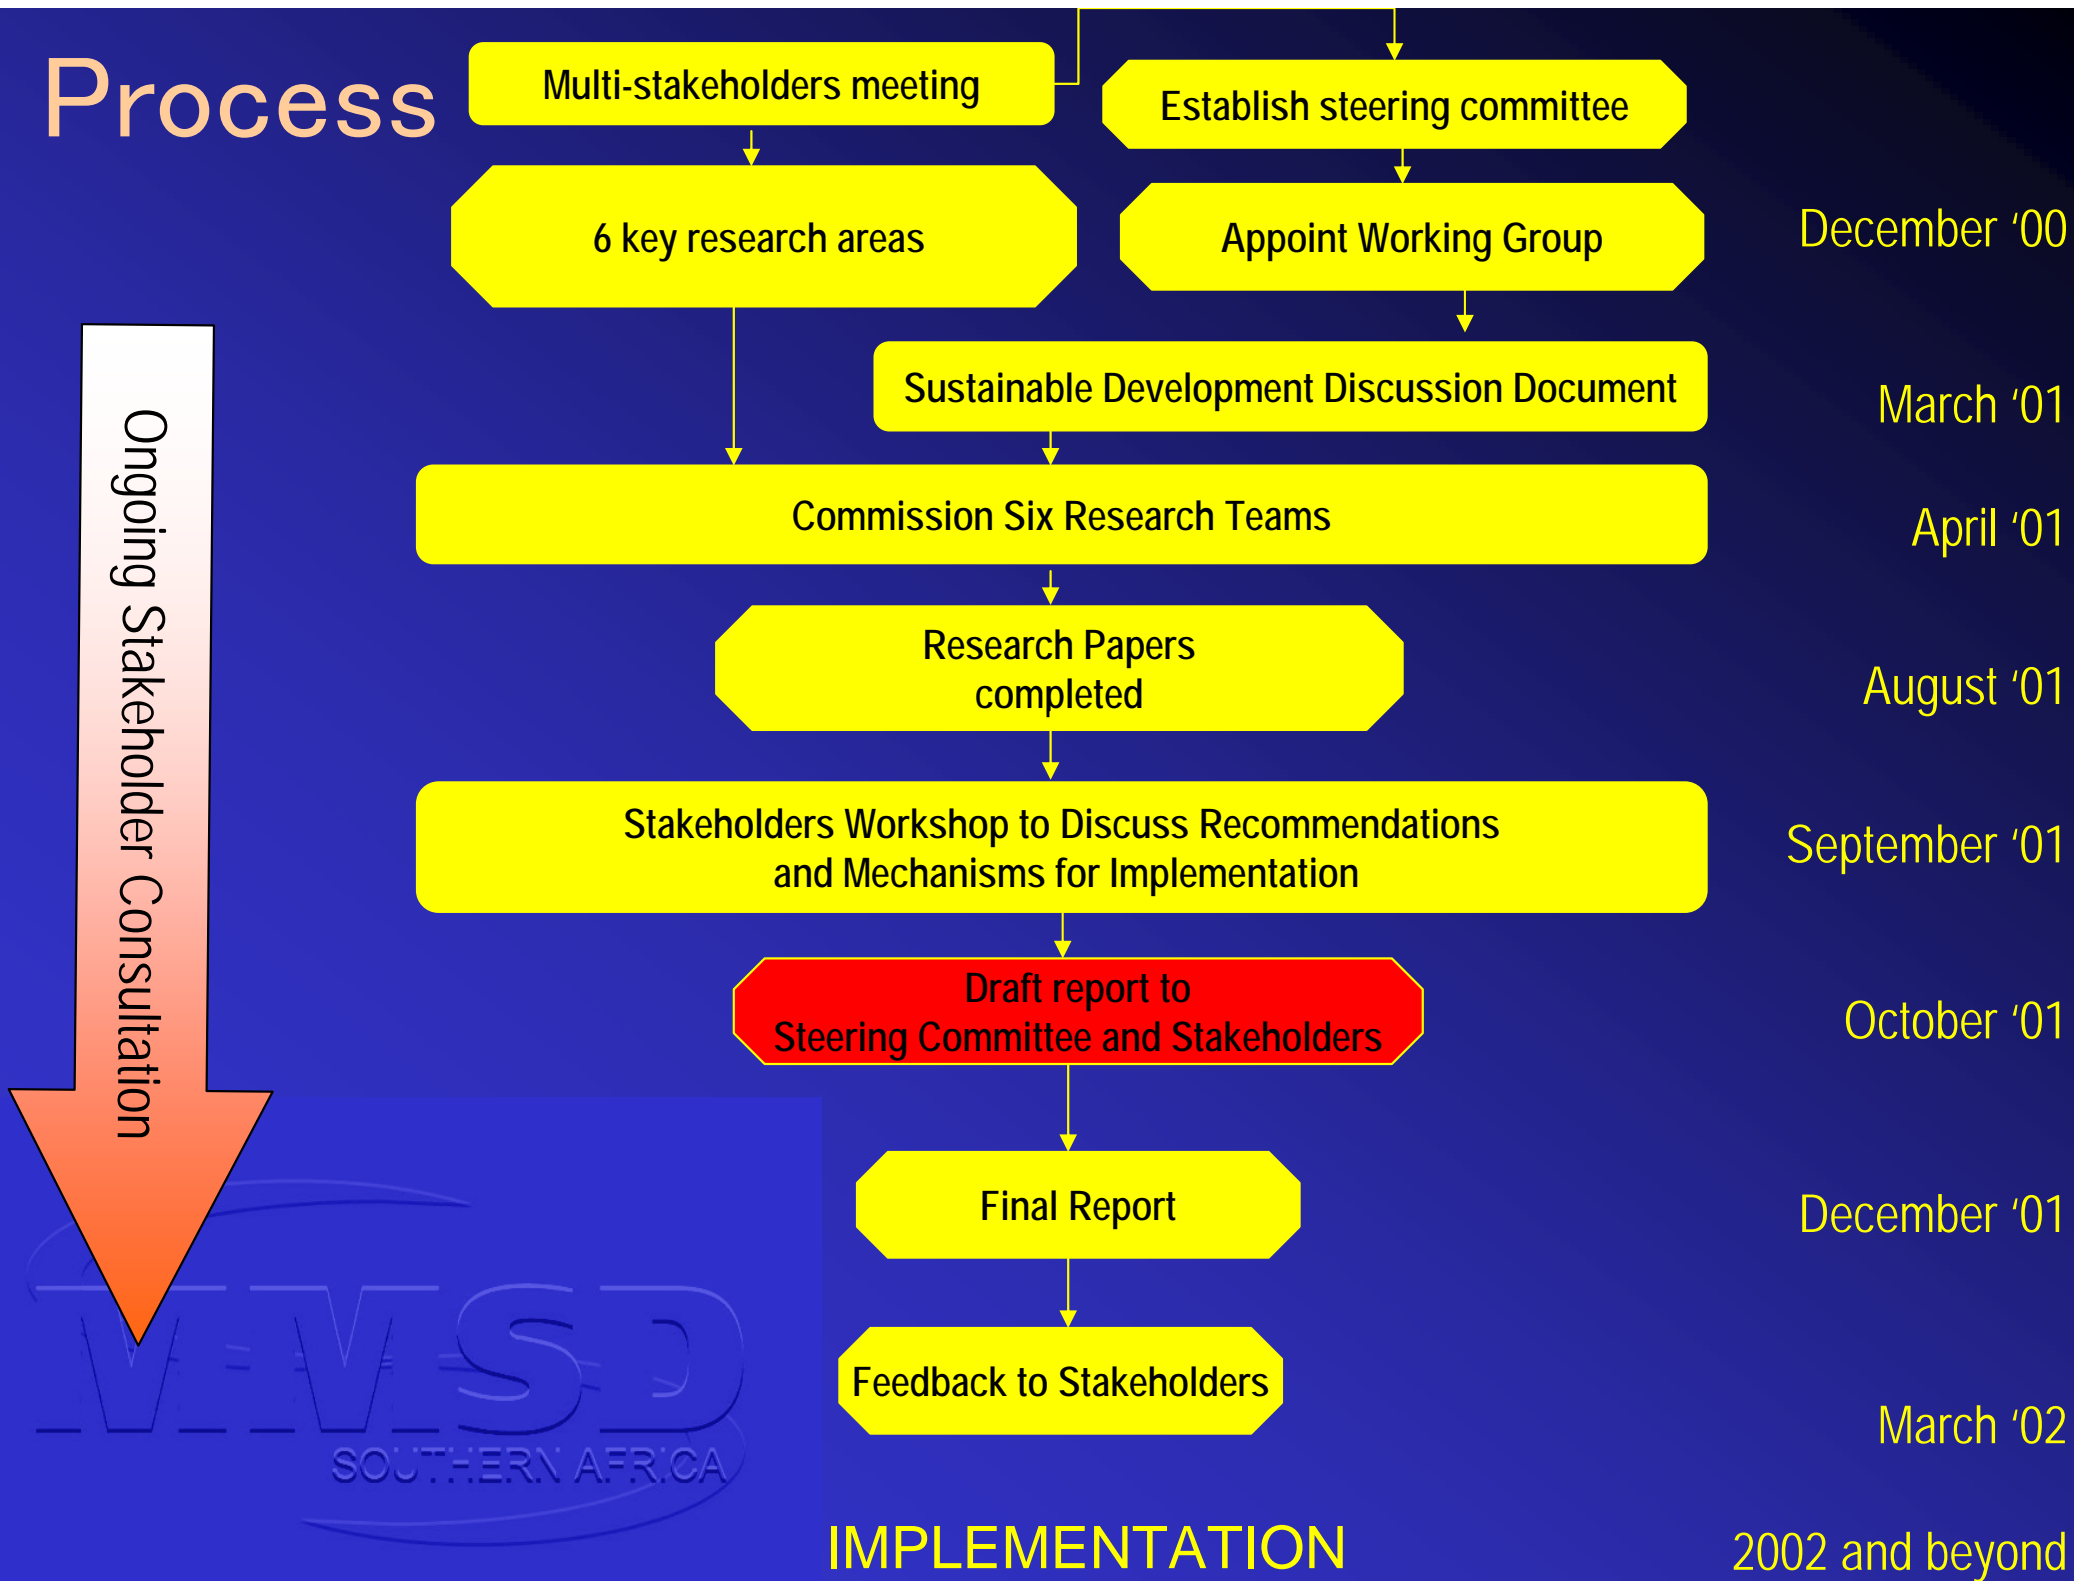 Process
Multi-stakeholders meeting
Establish steering committee
6 key research areas
Appoint Working Group
December ‘00
Sustainable Development Discussion Document
March ‘01
Commission Six Research Teams
April ‘01
Research Papers
completed
August ‘01
Stakeholders Workshop to Discuss Recommendations
and Mechanisms for Implementation
September ‘01
Draft report to
Steering Committee and Stakeholders
October ‘01
Final Report
December ‘01
Feedback to Stakeholders
March ‘02
IMPLEMENTATION
2002 and beyond
Ongoing Stakeholder Consultation
MMSD
SOUTHERN AFRICA